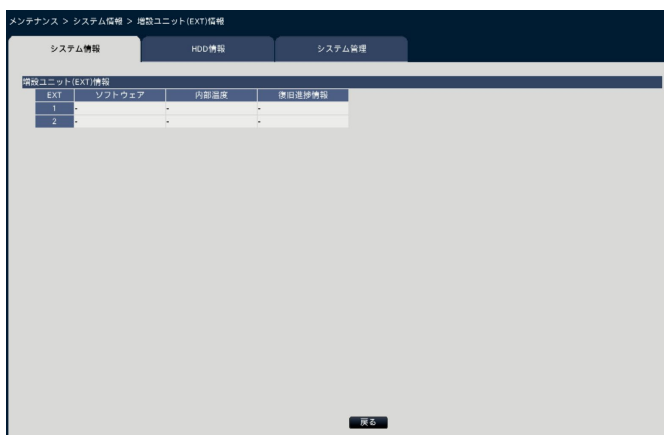 メンテナンス > システム情報 > 増設ユニット(EXT)情報
システム情報 HDD情報 システム管理
増設ユニット(EXT)情報
EXT ソフトウェア 内部温度 復旧進捗情報
1 - - -
2 - - -
戻る